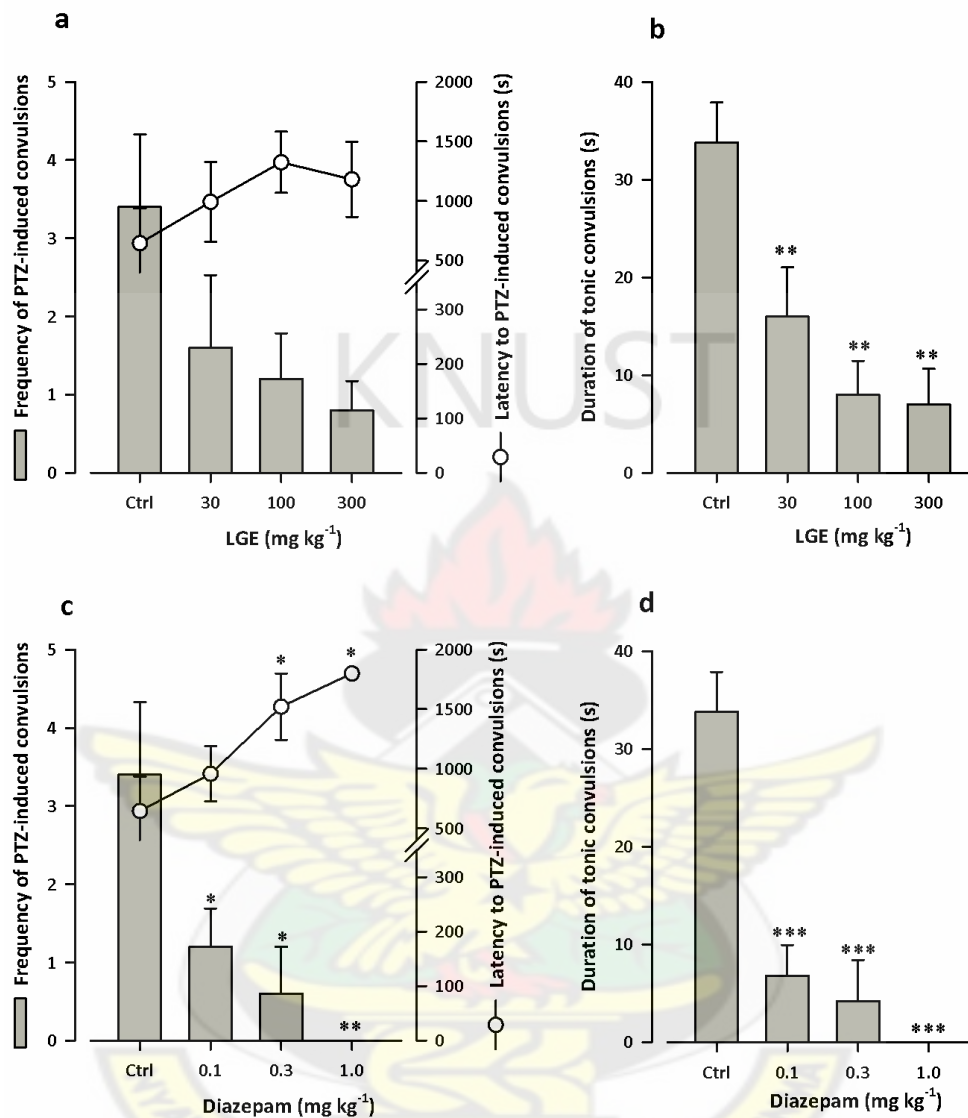 a
Frequency of PTZ-induced convulsions
5
4
3
2
1
0
2000
1500
1000
500
300
200
100
0
Latency to PTZ-induced convulsions (s)
Ctrl 30 100 300
LGE (mg kg-1)
b
Duration of tonic convulsions (s)
40
30
20
10
0
**
**
**
Ctrl 30 100 300
LGE (mg kg-1)
KNUST
c
Frequency of PTZ-induced convulsions
5
4
3
2
1
0
* *
*
*
**
2000
1500
1000
500
300
200
100
0
Latency to PTZ-induced convulsions (s)
Ctrl 0.1 0.3 1.0
Diazepam (mg kg-1)
d
Duration of tonic convulsions (s)
40
30
20
10
0
*** ***
***
Ctrl 0.1 0.3 1.0
Diazepam (mg kg-1)